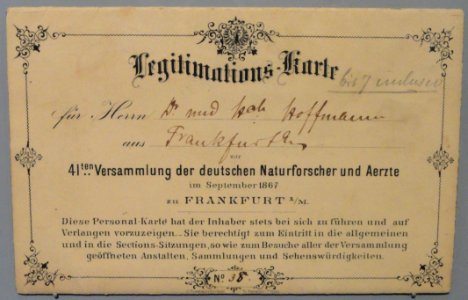 Legitimations-Karte
bis 7 inclusive
für Herrn Dr med Hoffmann
aus Frankfurt
zur
41ten Versammlung der deutschen Naturforscher und Aerzte
im September 1867
zu FRANKFURT a/M.
Diese Personal-Karte hat der Inhaber stets bei sich zu führen und auf
Verlangen vorzuzeigen. Sie berechtigt zum Eintritt in die allgemeinen
und in die Sections-Sitzungen, so wie zum Besuche aller der Versammlung
geöffneten Anstalten, Sammlungen und Sehenswürdigkeiten.
No 38.